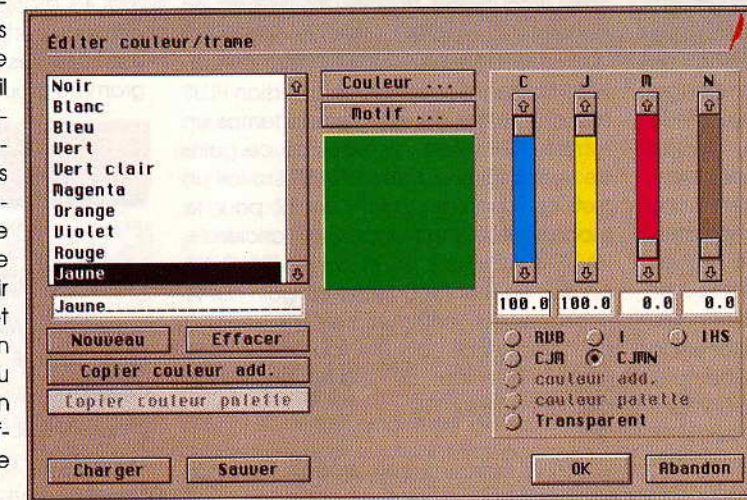 Éditer couleur/trame
Noir
Blanc
Bleu
Vert
Vert clair
Magenta
Orange
Violet
Rouge
Jaune
Jaune
Nouveau Effacer
Copier couleur add.
Copier couleur palette
Charger Sauver
Couleur ...
Motif ...
C J M N
100.0 100.0 0.0 0.0
RVB I IHS
CJM CJMN
couleur add.
couleur palette
Transparent
OK Abandon